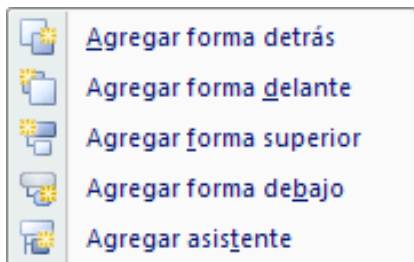 Agregar forma detrás
Agregar forma delante
Agregar forma superior
Agregar forma debajo
Agregar asistente